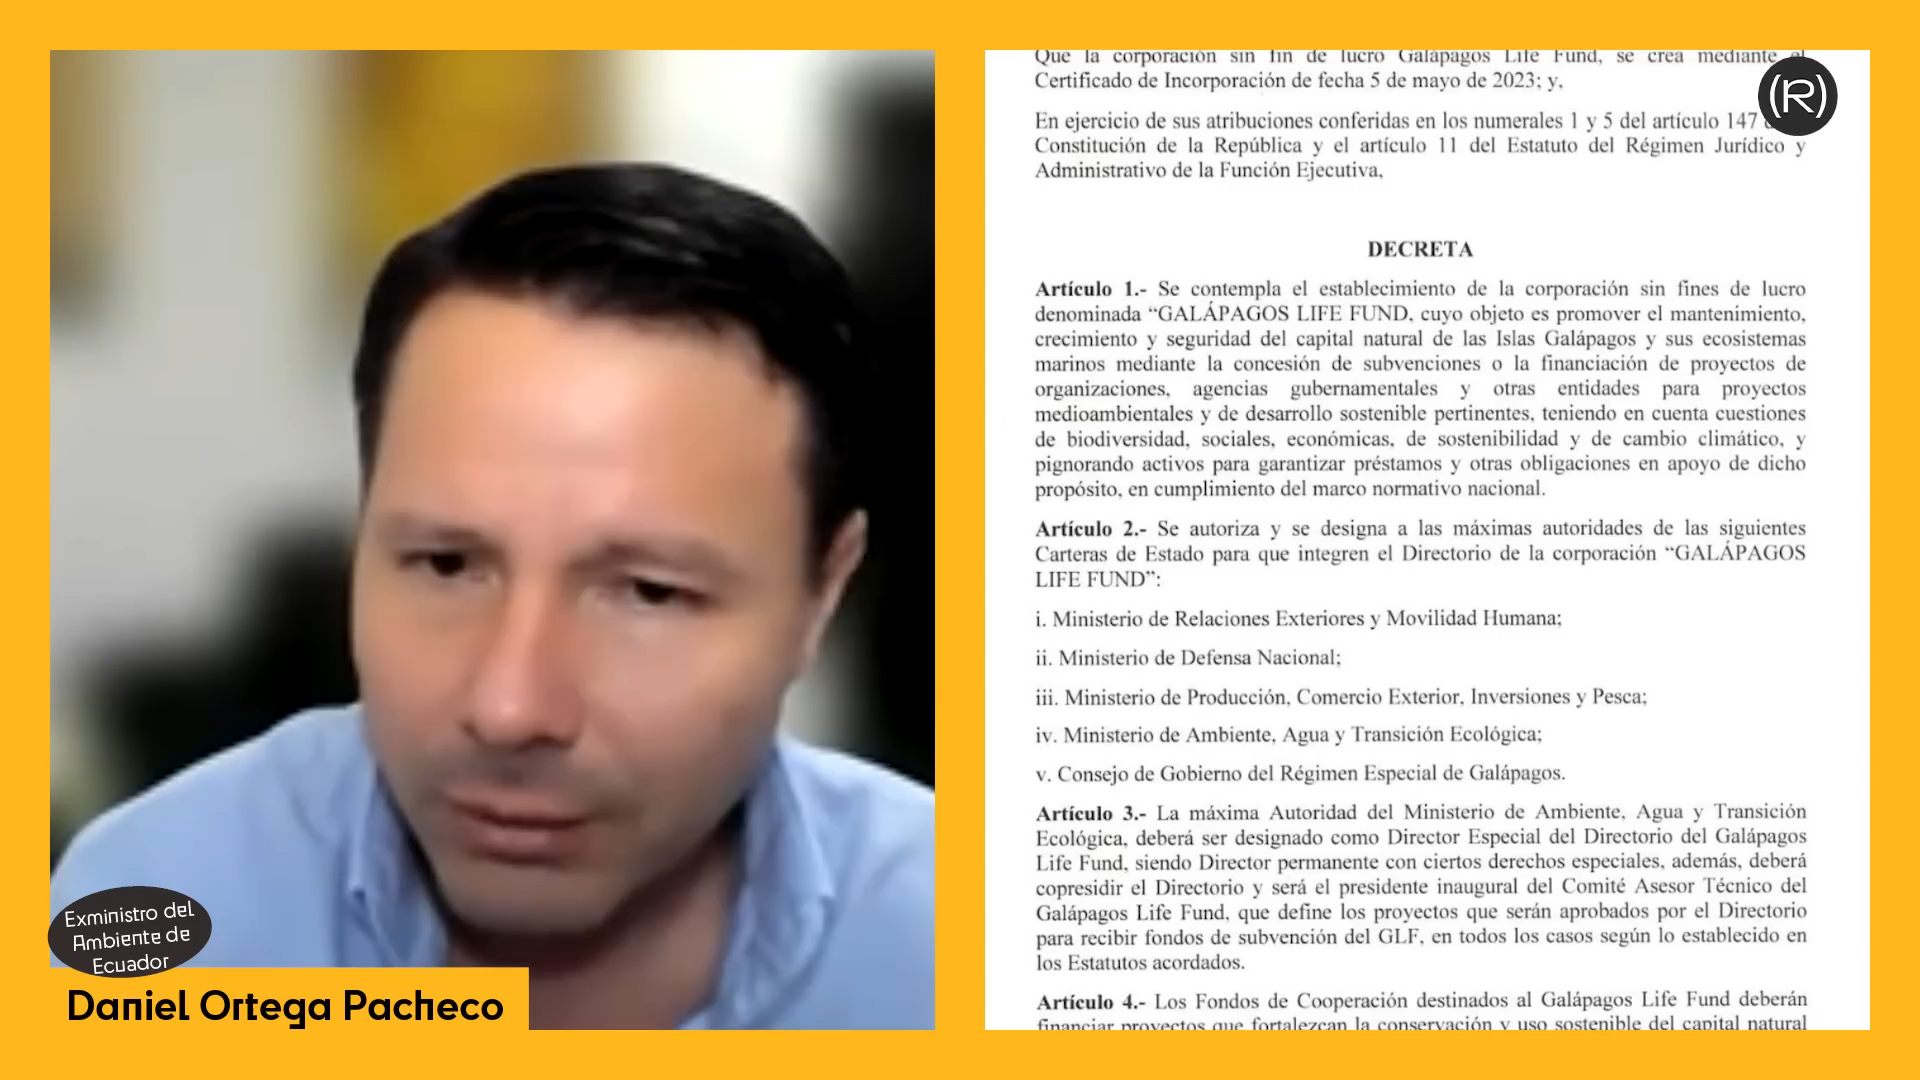 Exministro del
Ambiente de
Ecuador
Daniel Ortega Pacheco
(R)
Que la corporación sin fin de lucro Galápagos Life Fund, se crea mediante el
Certificado de Incorporación de fecha 5 de mayo de 2023; y,
En ejercicio de sus atribuciones conferidas en los numerales 1 y 5 del artículo 147
Constitución de la República y el artículo 11 del Estatuto del Régimen Jurídico y
Administrativo de la Función Ejecutiva,
DECRETA
Artículo 1.- Se contempla el establecimiento de la corporación sin fines de lucro
denominada “GALÁPAGOS LIFE FUND, cuyo objeto es promover el mantenimiento,
crecimiento y seguridad del capital natural de las Islas Galápagos y sus ecosistemas
marinos mediante la concesión de subvenciones o la financiación de proyectos de
organizaciones, agencias gubernamentales y otras entidades para proyectos
medioambientales y de desarrollo sostenible pertinentes, teniendo en cuenta cuestiones
de biodiversidad, sociales, económicas, de sostenibilidad y de cambio climático, y
pignorando activos para garantizar préstamos y otras obligaciones en apoyo de dicho
propósito, en cumplimiento del marco normativo nacional.
Artículo 2.- Se autoriza y se designa a las máximas autoridades de las siguientes
Carteras de Estado para que integren el Directorio de la corporación “GALÁPAGOS
LIFE FUND”:
i. Ministerio de Relaciones Exteriores y Movilidad Humana;
ii. Ministerio de Defensa Nacional;
iii. Ministerio de Producción, Comercio Exterior, Inversiones y Pesca;
iv. Ministerio de Ambiente, Agua y Transición Ecológica;
v. Consejo de Gobierno del Régimen Especial de Galápagos.
Artículo 3.- La máxima Autoridad del Ministerio de Ambiente, Agua y Transición
Ecológica, deberá ser designado como Director Especial del Directorio del Galápagos
Life Fund, siendo Director permanente con ciertos derechos especiales, además, deberá
copresidir el Directorio y será el presidente inaugural del Comité Asesor Técnico del
Galápagos Life Fund, que define los proyectos que serán aprobados por el Directorio
para recibir fondos de subvención del GLF, en todos los casos según lo establecido en
los Estatutos acordados.
Artículo 4.- Los Fondos de Cooperación destinados al Galápagos Life Fund deberán
financiar proyectos que fortalezcan la conservación y uso sostenible del capital natural